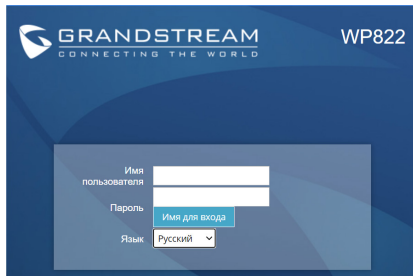 GRANDSTREAM
CONNECTING THE WORLD
WP822
Имя
пользователя
Пароль
Имя для входа
Язык
Русский